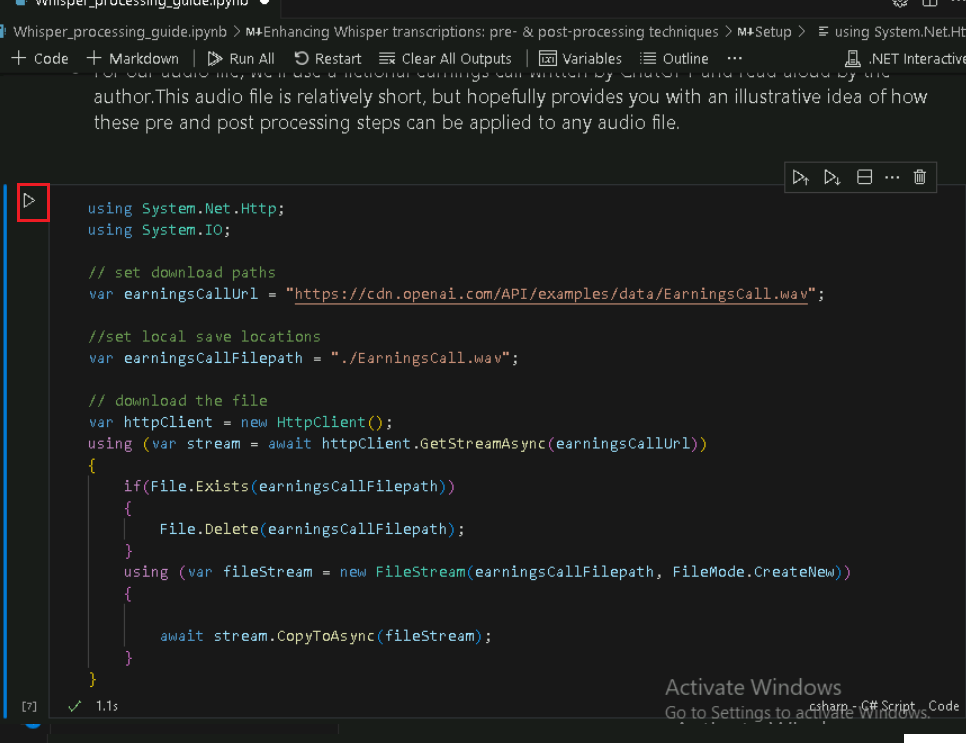 Whisper_processing_guide.ipynb
Whisper_processing_guide.ipynb > M↓Enhancing Whisper transcriptions: pre- & post-processing techniques > M↓Setup > using System.Net.Ht
+ Code + Markdown Run All Restart Clear All Outputs Variables Outline ... .NET Interactive
For our audio file, we'll use a fictional earnings call written by ChatGPT and read aloud by the
author.This audio file is relatively short, but hopefully provides you with an illustrative idea of how
these pre and post processing steps can be applied to any audio file.
using System.Net.Http;
using System.IO;
// set download paths
var earningsCallUrl = "https://cdn.openai.com/API/examples/data/EarningsCall.wav";
//set local save locations
var earningsCallFilepath = "./EarningsCall.wav";
// download the file
var httpClient = new HttpClient();
using (var stream = await httpClient.GetStreamAsync(earningsCallUrl))
{
if(File.Exists(earningsCallFilepath))
{
File.Delete(earningsCallFilepath);
}
using (var fileStream = new FileStream(earningsCallFilepath, FileMode.CreateNew))
{
await stream.CopyToAsync(fileStream);
}
}
Activate Windows
[7] ✓ 1.1s csharp - C# Script Code
Go to Settings to activate Windows.